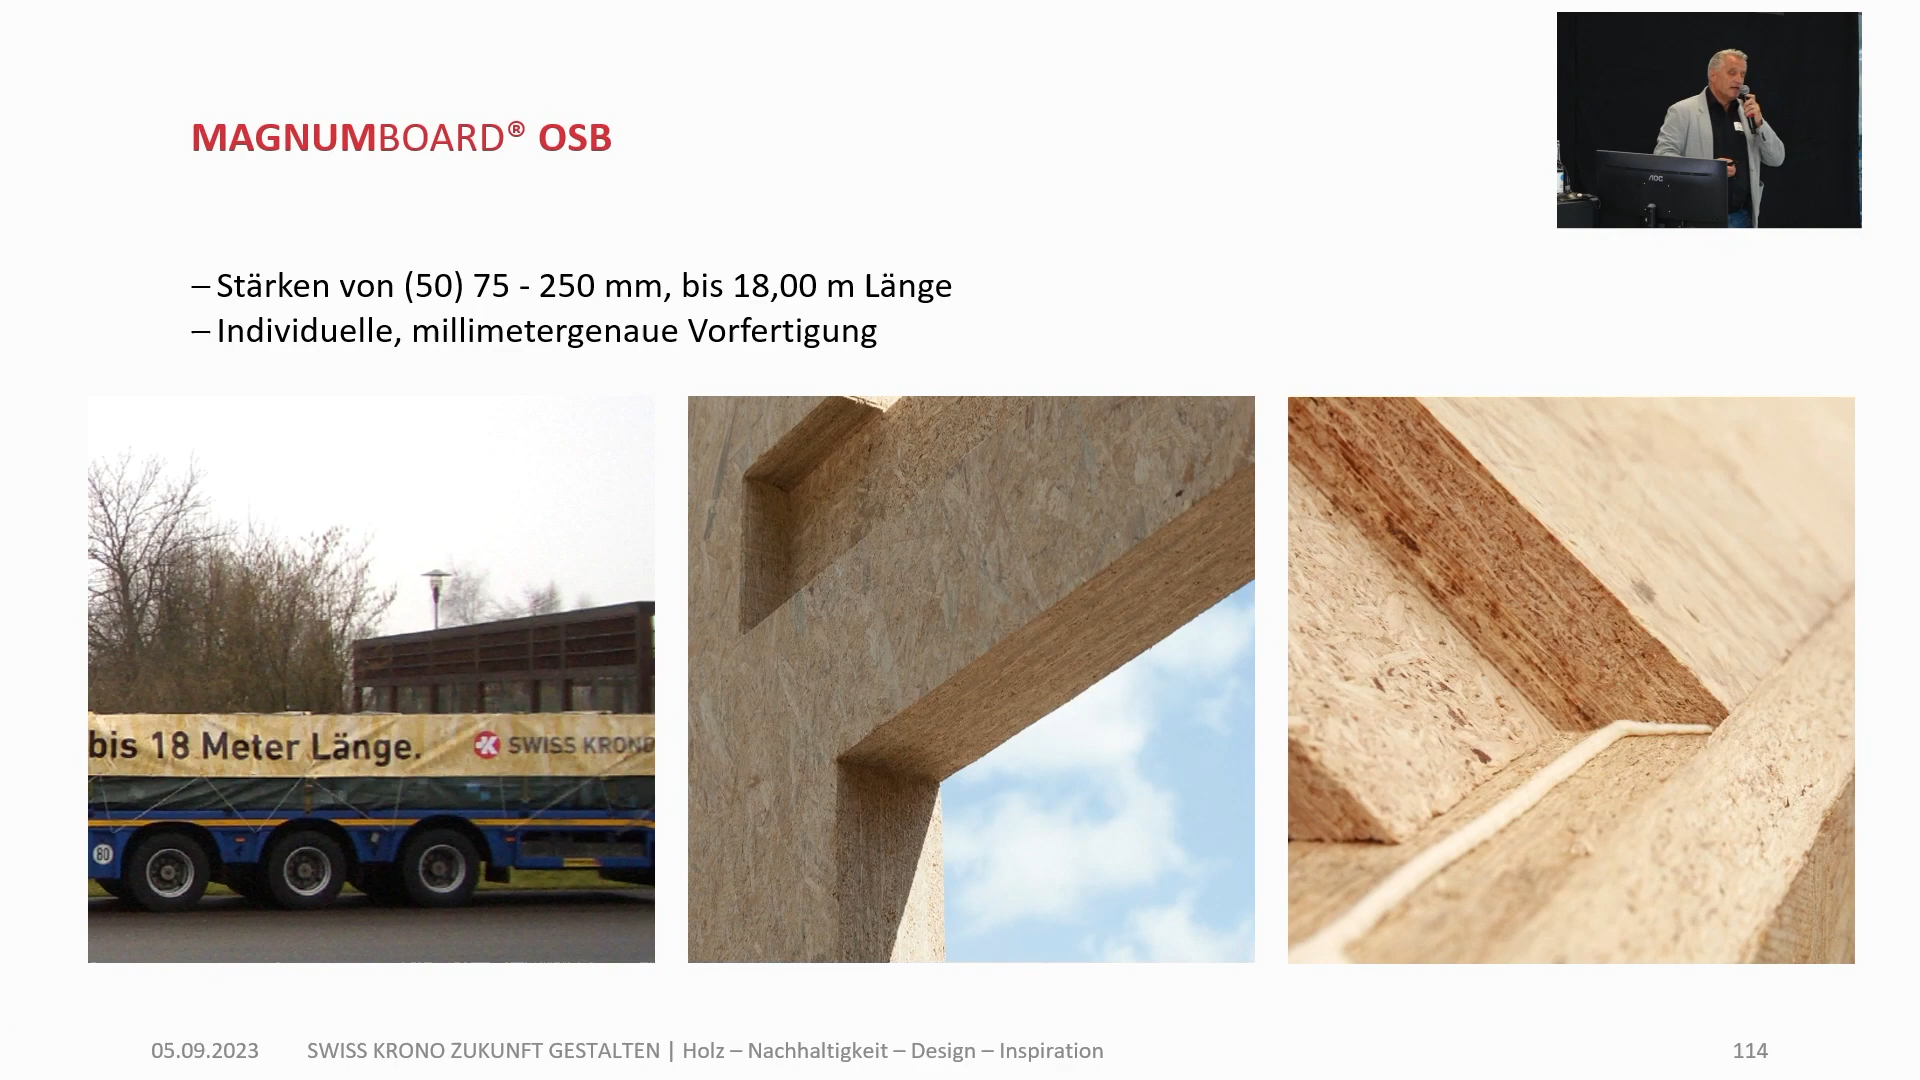 MAGNUMBOARD® OSB
– Stärken von (50) 75 - 250 mm, bis 18,00 m Länge
– Individuelle, millimetergenaue Vorfertigung
AOC
bis 18 Meter Länge. SWISS KRONO
80
05.09.2023 SWISS KRONO ZUKUNFT GESTALTEN | Holz – Nachhaltigkeit – Design – Inspiration 114